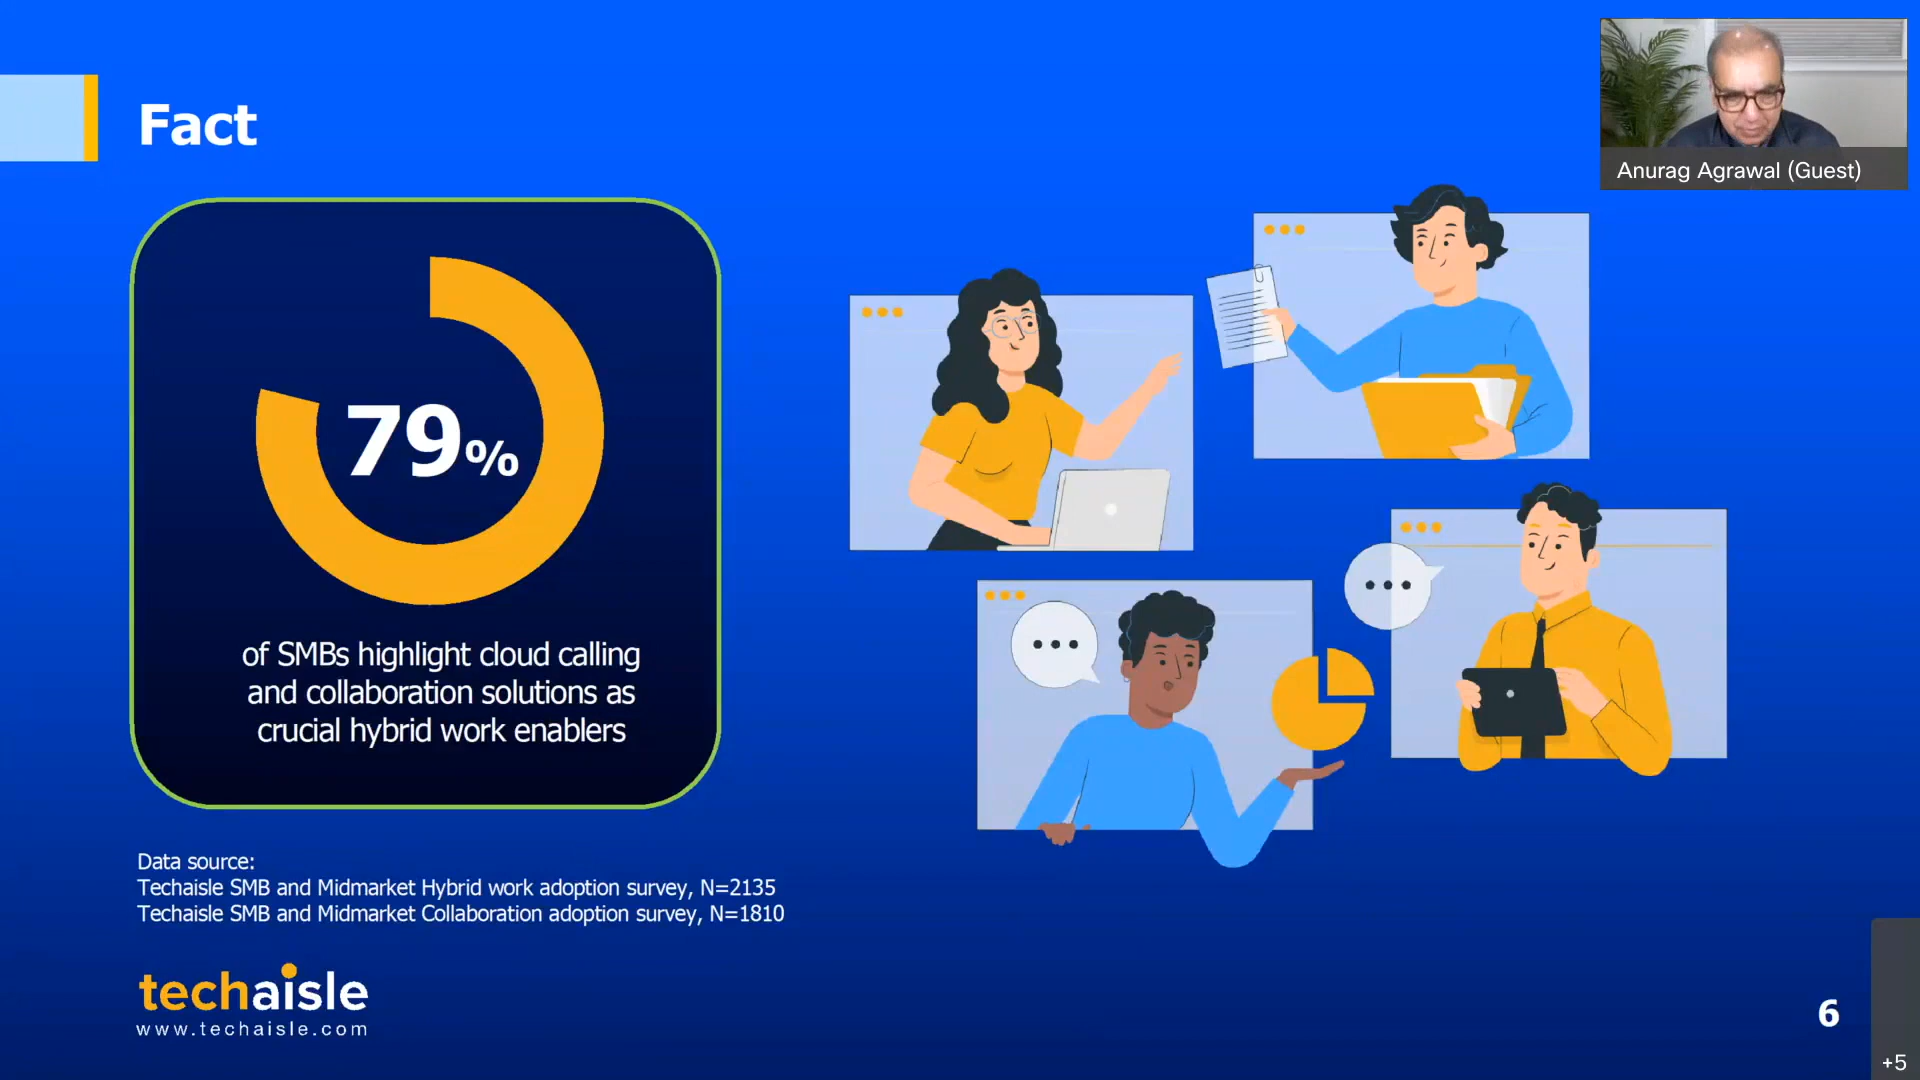 Fact
Anurag Agrawal (Guest)
79%
of SMBs highlight cloud calling
and collaboration solutions as
crucial hybrid work enablers
Data source:
Techaisle SMB and Midmarket Hybrid work adoption survey, N=2135
Techaisle SMB and Midmarket Collaboration adoption survey, N=1810
techaisle
www.techaisle.com
6
+5